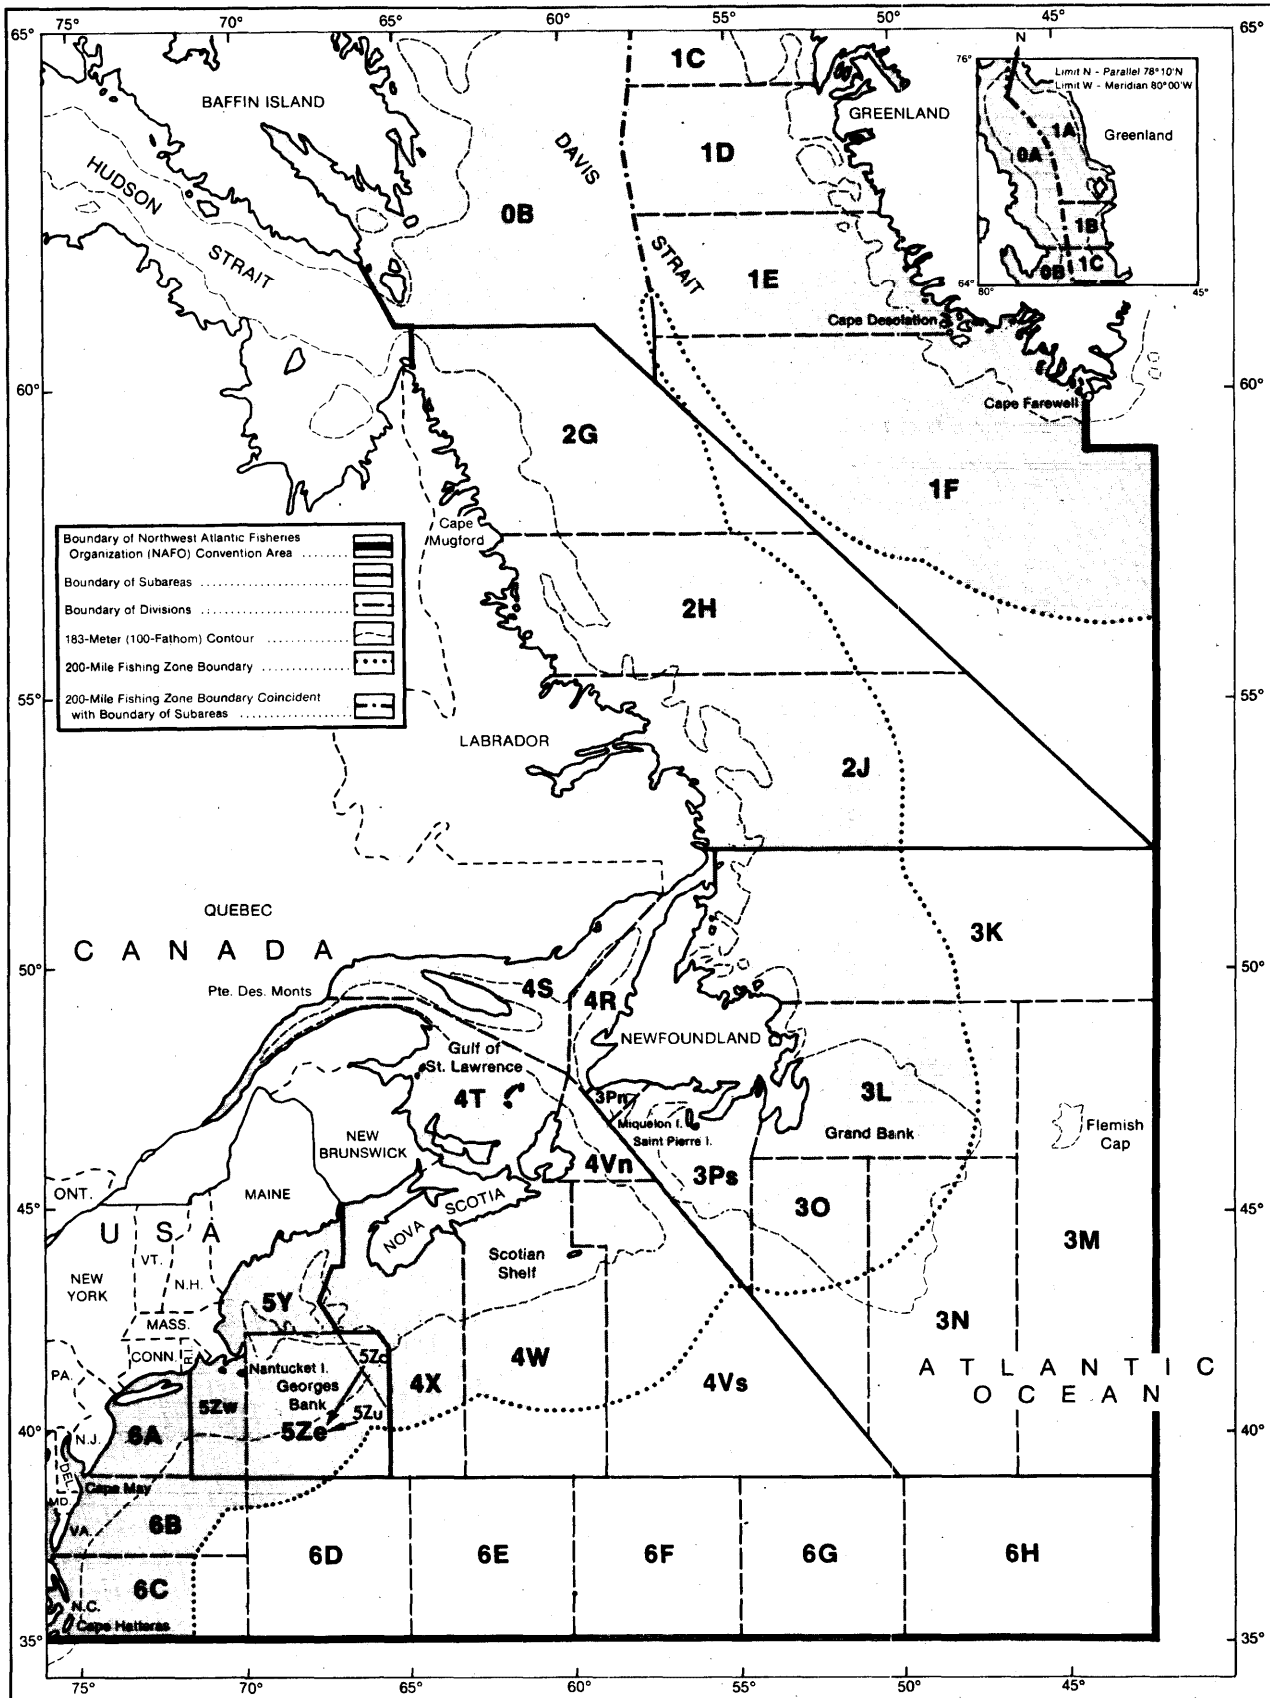 75°
70°
65°
60°
55°
50°
45°
65°
65°
1C
N
76°
Limit N - Parallel 78°10'N
Limit W - Meridian 80°00'W
BAFFIN ISLAND
GREENLAND
Greenland
1A
0A
DAVIS
1D
HUDSON
0B
1B
STRAIT
STRAIT
1E
0B
1C
64°
80°
45°
Cape Desolation
60°
60°
Cape Farewell
2G
1F
Cape
Mugford
Boundary of Northwest Atlantic Fisheries
Organization (NAFO) Convention Area
Boundary of Subareas
Boundary of Divisions
183-Meter (100-Fathom) Contour
200-Mile Fishing Zone Boundary
200-Mile Fishing Zone Boundary Coincident
with Boundary of Subareas
2H
55°
55°
LABRADOR
2J
QUEBEC
CANADA
3K
50°
50°
Pte. Des. Monts
4S
4R
NEWFOUNDLAND
Gulf of
St. Lawrence
4T
3Pn
3L
Miquelon I.
Saint Pierre I.
Grand Bank
Flemish
Cap
NEW
BRUNSWICK
4Vn
3Ps
ONT.
MAINE
NOVA SCOTIA
3O
45°
45°
USA
VT.
N.H.
NEW
YORK
Scotian
Shelf
3M
5Y
MASS.
3N
CONN.
R.I.
PA.
Nantucket I.
Georges
Bank
5Zc
4X
4W
4Vs
ATLANTIC
OCEAN
5Zw
5Zu
5Ze
6A
N.J.
40°
40°
DEL.
Cape May
MD.
VA.
6B
6D
6E
6F
6G
6H
6C
N.C.
Cape Hatteras
35°
35°
75°
70°
65°
60°
55°
50°
45°